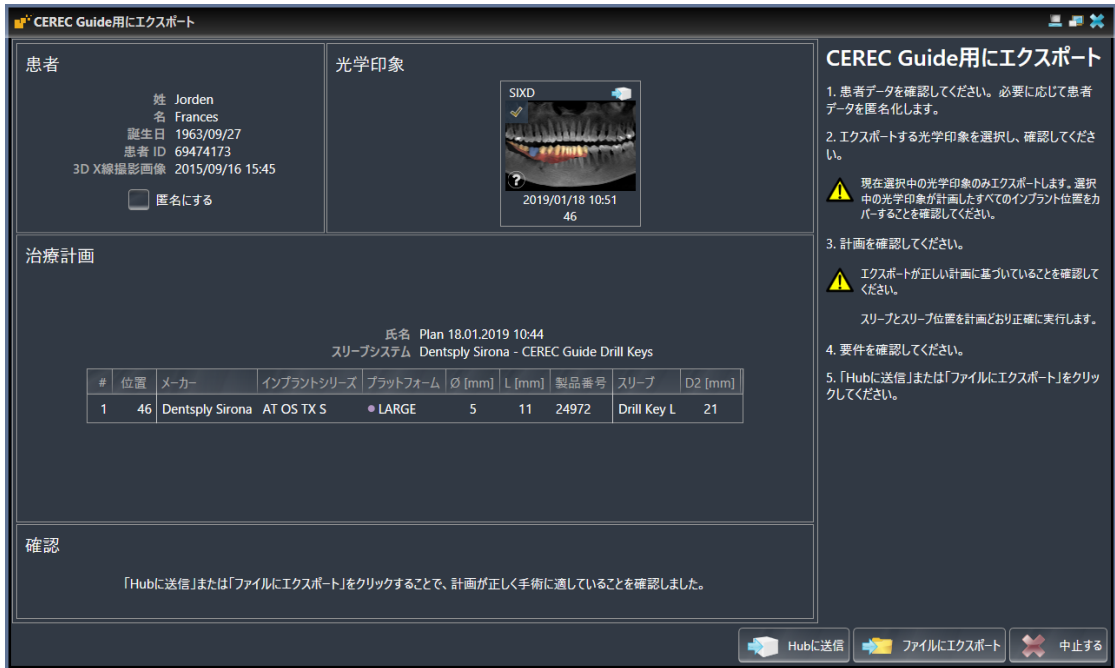 CEREC Guide用にエクスポート
患者
姓 Jorden
名 Frances
誕生日 1963/09/27
患者 ID 69474173
3D X線撮影画像 2015/09/16 15:45
匿名にする
光学印象
SIXD
2019/01/18 10:51
46
治療計画
氏名 Plan 18.01.2019 10:44
スリーブシステム Dentsply Sirona - CEREC Guide Drill Keys
# 位置 メーカー インプラントシリーズ プラットフォーム Ø [mm] L [mm] 製品番号 スリーブ D2 [mm]
1 46 Dentsply Sirona AT OS TX S LARGE 5 11 24972 Drill Key L 21
確認
「Hubに送信」または「ファイルにエクスポート」をクリックすることで、計画が正しく手術に適していることを確認しました。
CEREC Guide用にエクスポート
1. 患者データを確認してください。必要に応じて患者
データを匿名化します。
2. エクスポートする光学印象を選択し、確認してくださ
い。
現在選択中の光学印象のみエクスポートします。選択
中の光学印象が計画したすべてのインプラント位置をカ
バーすることを確認してください。
3. 計画を確認してください。
エクスポートが正しい計画に基づいていることを確認して
ください。
スリーブとスリーブ位置を計画どおり正確に実行します。
4. 要件を確認してください。
5.「Hubに送信」または「ファイルにエクスポート」をクリッ
クしてください。
Hubに送信
ファイルにエクスポート
中止する